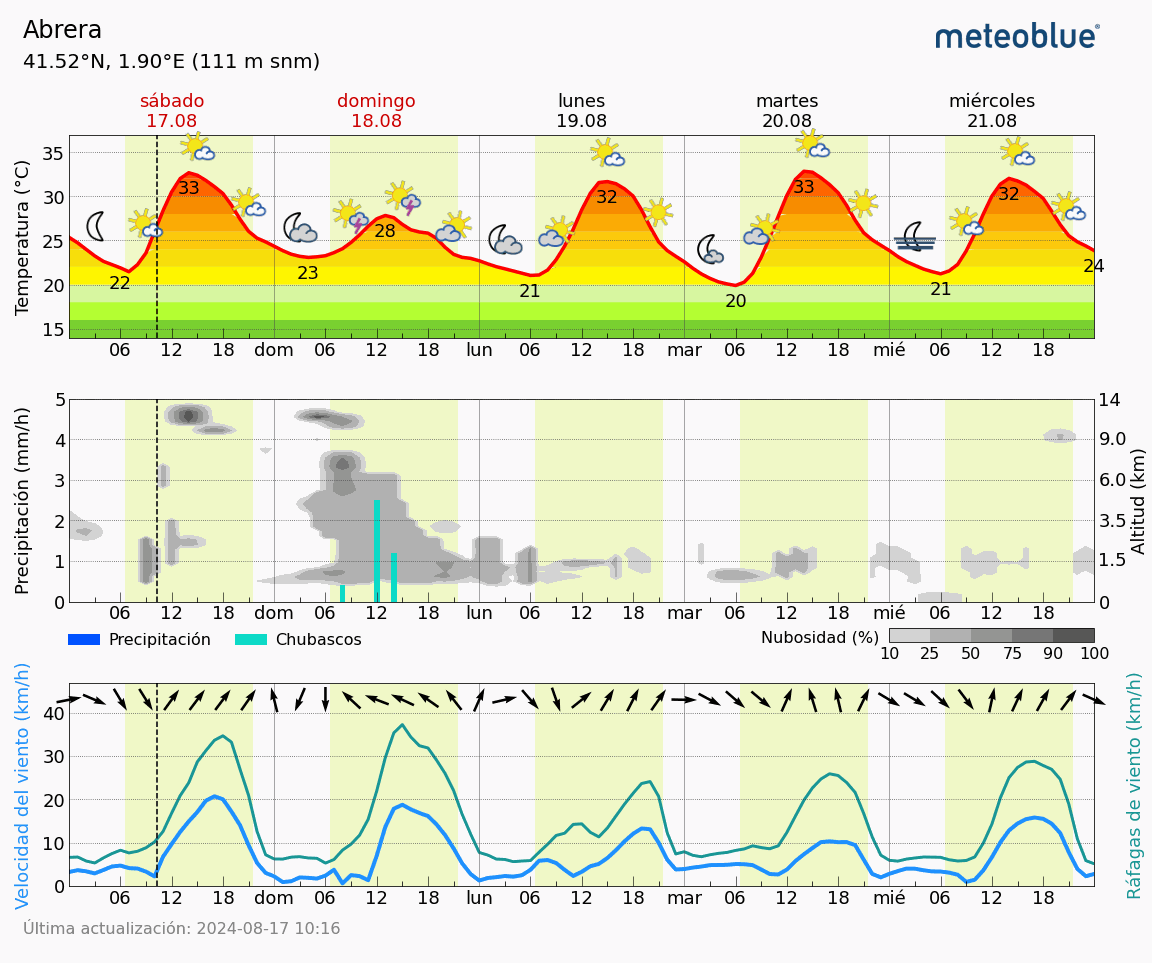 Abrera
meteoblue®
41.52°N, 1.90°E (111 m snm)
sábado domingo lunes martes miércoles
17.08 18.08 19.08 20.08 21.08
Temperatura (°C)
35
30
25
20
15
33 28 32 33 32
22 23 21 20 21 24
06 12 18 dom 06 12 18 lun 06 12 18 mar 06 12 18 mié 06 12 18
Precipitación (mm/h)
5
4
3
2
1
0
14
9.0
6.0
3.5
1.5
0
Altitud (km)
06 12 18 dom 06 12 18 lun 06 12 18 mar 06 12 18 mié 06 12 18
Precipitación Chubascos Nubosidad (%)
10 25 50 75 90 100
Velocidad del viento (km/h)
40
30
20
10
0
Ráfagas de viento (km/h)
06 12 18 dom 06 12 18 lun 06 12 18 mar 06 12 18 mié 06 12 18
Última actualización: 2024-08-17 10:16